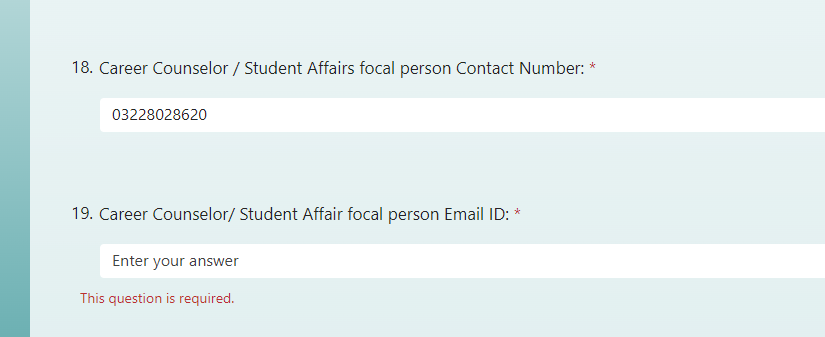 18. Career Counselor / Student Affairs focal person Contact Number: *
03228028620
19. Career Counselor/ Student Affair focal person Email ID: *
Enter your answer
This question is required.